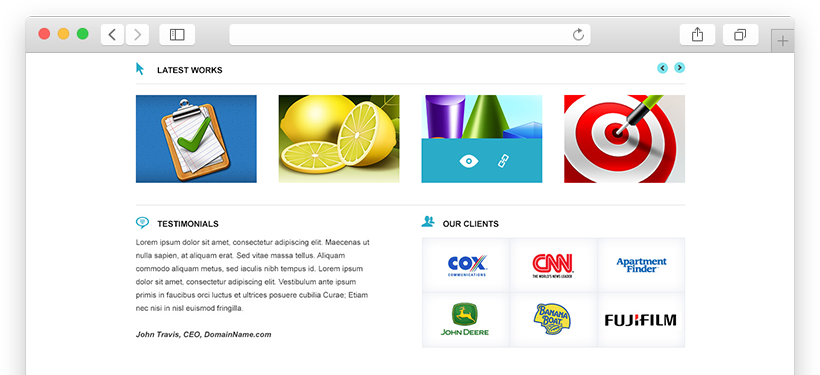 LATEST WORKS
TESTIMONIALS
Lorem ipsum dolor sit amet, consectetur adipiscing elit. Maecenas ut
nulla sapien, at aliquam erat. Sed vitae massa tellus. Aliquam
commodo aliquam metus, sed iaculis nibh tempus id. Lorem ipsum
dolor sit amet, consectetur adipiscing elit. Vestibulum ante ipsum
primis in faucibus orci luctus et ultrices posuere cubilia Curae; Etiam
nec nisi in nisl euismod fringilla.
John Travis, CEO, DomainName.com
OUR CLIENTS
COX
COMMUNICATIONS
CNN
THE WORLD'S NEWS LEADER
Apartment
Finder
JOHN DEERE
BANANA
BOAT
FUJIFILM